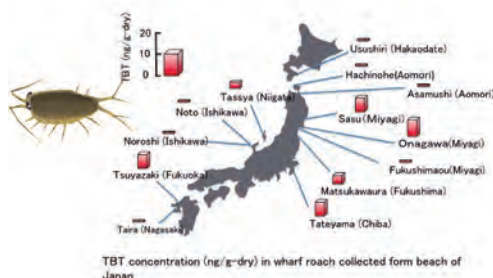 TBT (ng/g-dry)
20
10
0
Usushiri (Hakaodate)
Hachinohe(Aomori)
Asamushi (Aomori)
Tassya (Niigata)
Noto (Ishikawa)
Sasu (Miyagi)
Noroshi (Ishikawa)
Onagawa(Miyagi)
Tsuyazaki (Fukuoka)
Fukushimaou(Miyagi)
Matsukawaura (Fukushima)
Tateyama (Chiba)
Taira (Nagasaki)
TBT concentration (ng/g-dry) in wharf roach collected form beach of
Japan